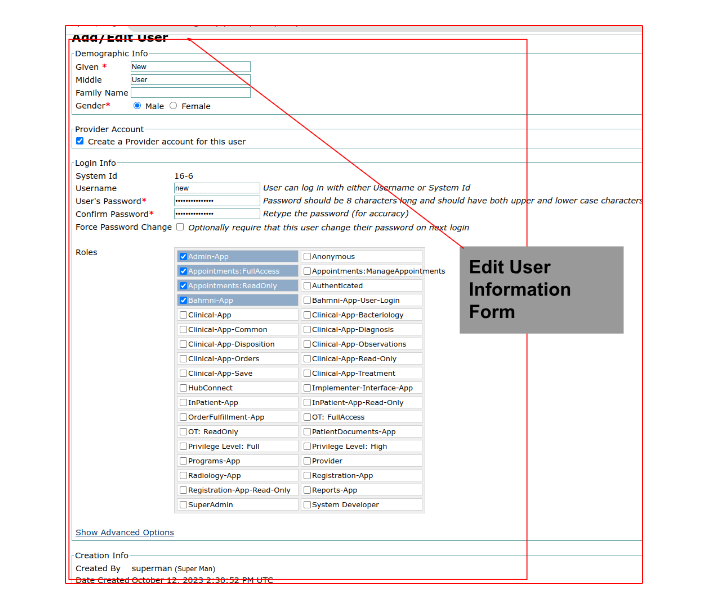 Add/Edit User
Demographic Info
Given *
New
Middle
User
Family Name
Gender*
Male
Female
Provider Account
Create a Provider account for this user
Login Info
System Id
16-6
Username
new
User can log in with either Username or System Id
User's Password*
•••••••••••••••
Password should be 8 characters long and should have both upper and lower case characters
Confirm Password*
•••••••••••••••
Retype the password (for accuracy)
Force Password Change
Optionally require that this user change their password on next login
Roles
Admin-App
Anonymous
Appointments:FullAccess
Appointments:ManageAppointments
Appointments:ReadOnly
Authenticated
Bahmni-App
Bahmni-App-User-Login
Clinical-App
Clinical-App-Bacteriology
Clinical-App-Common
Clinical-App-Diagnosis
Clinical-App-Disposition
Clinical-App-Observations
Clinical-App-Orders
Clinical-App-Read-Only
Clinical-App-Save
Clinical-App-Treatment
HubConnect
Implementer-Interface-App
InPatient-App
InPatient-App-Read-Only
OrderFulfillment-App
OT: FullAccess
OT: ReadOnly
PatientDocuments-App
Privilege Level: Full
Privilege Level: High
Programs-App
Provider
Radiology-App
Registration-App
Registration-App-Read-Only
Reports-App
SuperAdmin
System Developer
Edit User
Information
Form
Show Advanced Options
Creation Info
Created By
superman (Super Man)
Date Created October 12, 2023 2:30:52 PM UTC